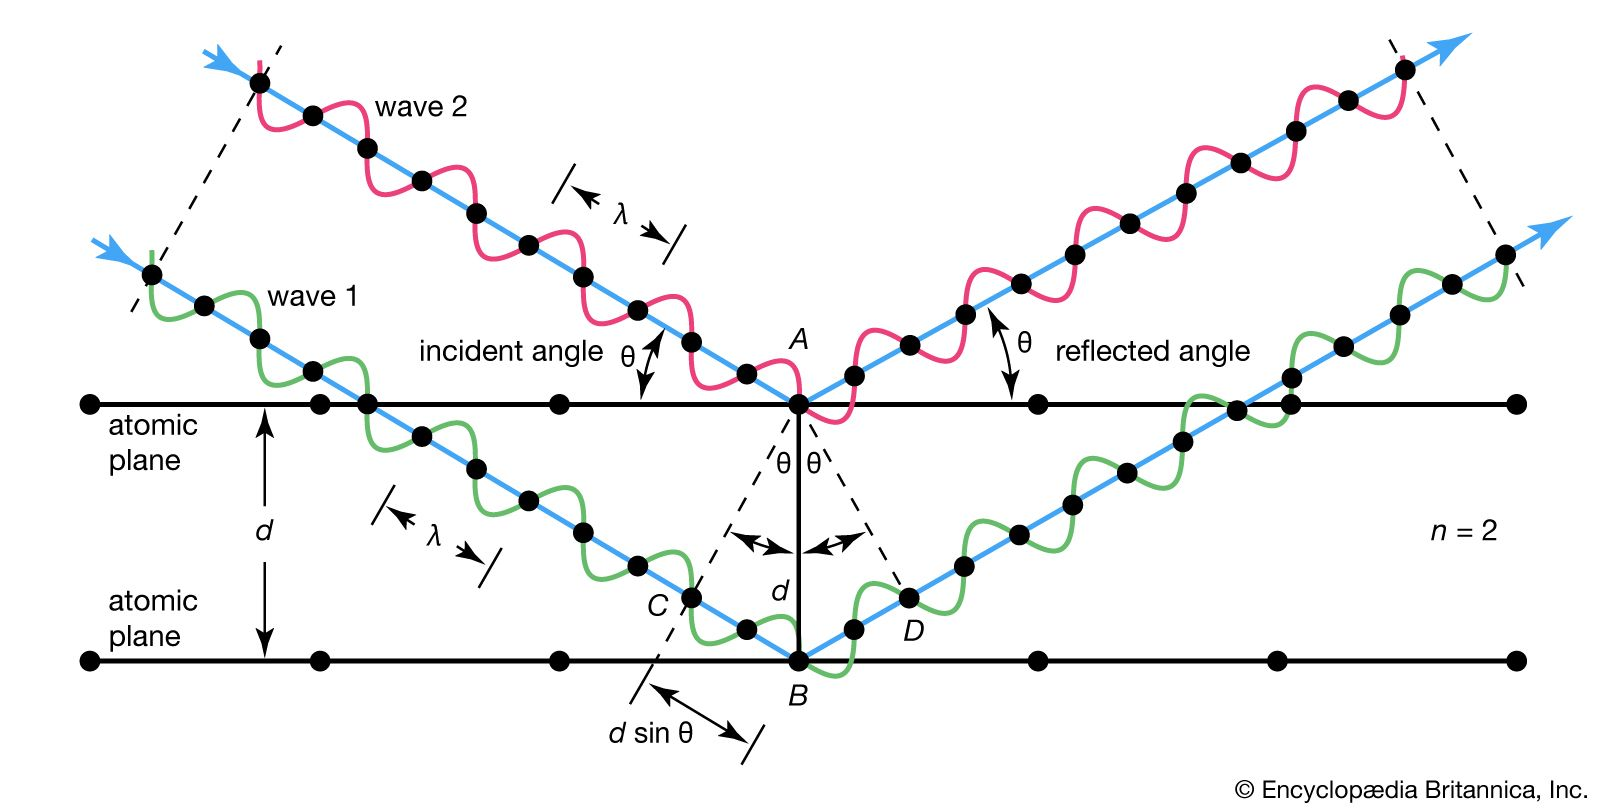 wave 2
λ
wave 1
A
incident angle
θ
θ
reflected angle
atomic
plane
θ
θ
d
λ
n = 2
d
atomic
plane
C
D
B
d sin θ
© Encyclopædia Britannica, Inc.